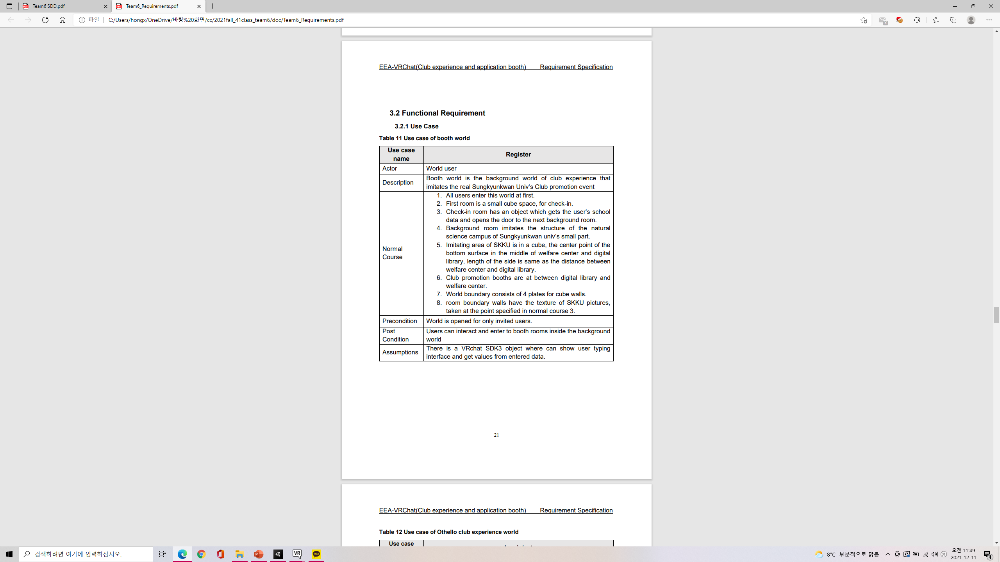 Team6 SDD.pdf
Team6_Requirements.pdf
파일
C:/Users/hongx/OneDrive/바탕%20화면/cc/2021fall_41class_team6/doc/Team6_Requirements.pdf
EEA-VRChat(Club experience and application booth) Requirement Specification
3.2 Functional Requirement
3.2.1 Use Case
Table 11 Use case of booth world
Use case name
Register
Actor
World user
Description
Booth world is the background world of club experience that
imitates the real Sungkyunkwan Univ's Club promotion event
Normal
Course
1. All users enter this world at first.
2. First room is a small cube space, for check-in.
3. Check-in room has an object which gets the user's school
data and opens the door to the next background room.
4. Background room imitates the structure of the natural
science campus of Sungkyunkwan univ's small part.
5. Imitating area of SKKU is in a cube, the center point of the
bottom surface in the middle of welfare center and digital
library, length of the side is same as the distance between
welfare center and digital library.
6. Club promotion booths are at between digital library and
welfare center.
7. World boundary consists of 4 plates for cube walls.
8. room boundary walls have the texture of SKKU pictures,
taken at the point specified in normal course 3.
Precondition
World is opened for only invited users.
Post
Condition
Users can interact and enter to booth rooms inside the background
world
Assumptions
There is a VRchat SDK3 object where can show user typing
interface and get values from entered data.
21
EEA-VRChat(Club experience and application booth) Requirement Specification
Table 12 Use case of Othello club experience world
Use case
검색하려면 여기에 입력하십시오.
P
VR
TALK
8°C 부분적으로 맑음
오전 11:49
2021-12-11
4